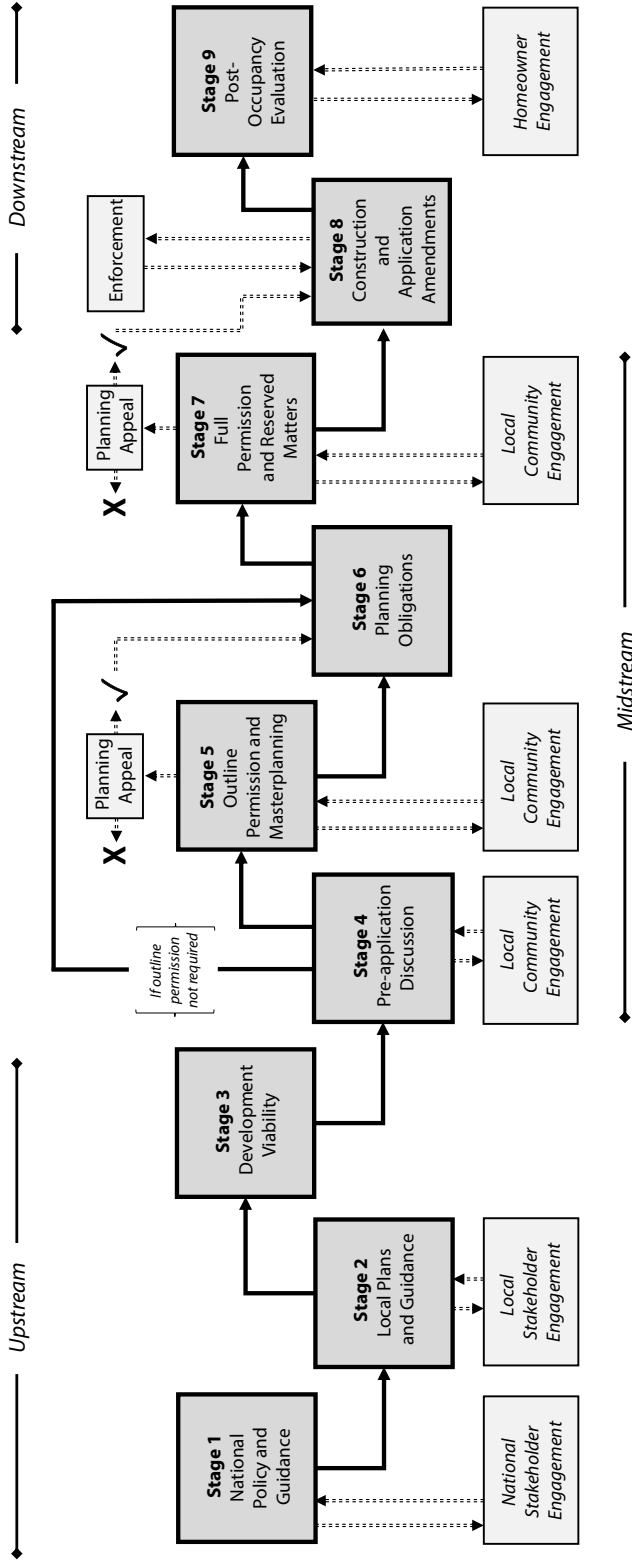 Upstream
Downstream
Stage 1
National
Policy and
Guidance
National
Stakeholder
Engagement
Stage 2
Local Plans
and Guidance
Local
Stakeholder
Engagement
Stage 3
Development
Viability
If outline
permission
not required
Stage 4
Pre-application
Discussion
Local
Community
Engagement
X
Planning
Appeal
✓
Stage 5
Outline
Permission and
Masterplanning
Local
Community
Engagement
Stage 6
Planning
Obligations
X
Planning
Appeal
✓
Stage 7
Full
Permission
and Reserved
Matters
Local
Community
Engagement
Enforcement
Stage 8
Construction
and
Application
Amendments
Stage 9
Post-
Occupancy
Evaluation
Homeowner
Engagement
Midstream